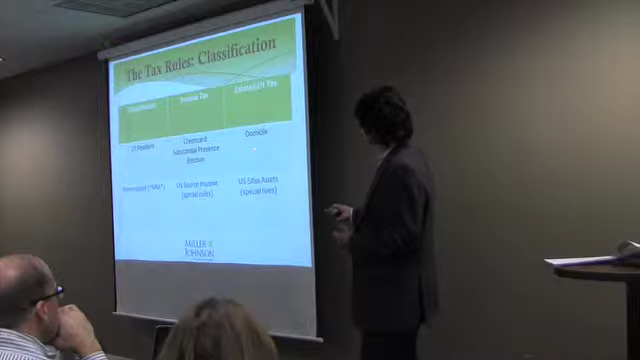 The Tax Rules: Classification
Classification Income Tax Estate/Gift Tax
US Resident Greencard Domicile
Substantial Presence
Election
Nonresident ("NRA") US Source Income US Situs Assets
(special rules) (special rules)
MILLER
JOHNSON